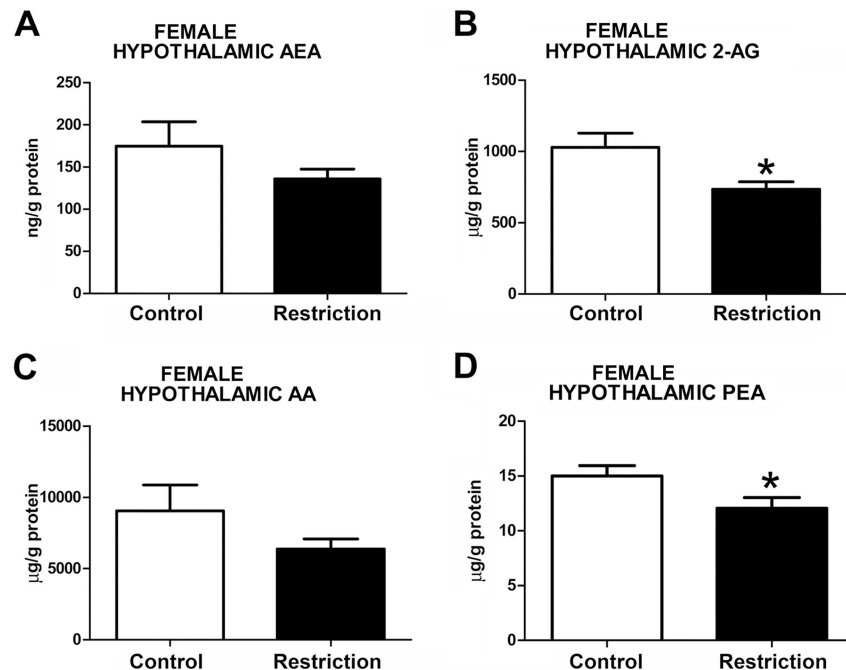 A
FEMALE
HYPOTHALAMIC AEA
250
200
150
100
50
0
ng/g protein
Control Restriction
B
FEMALE
HYPOTHALAMIC 2-AG
1500
1000
500
0
µg/g protein
*
Control Restriction
C
FEMALE
HYPOTHALAMIC AA
15000
10000
5000
0
µg/g protein
Control Restriction
D
FEMALE
HYPOTHALAMIC PEA
20
15
10
5
0
µg/g protein
*
Control Restriction